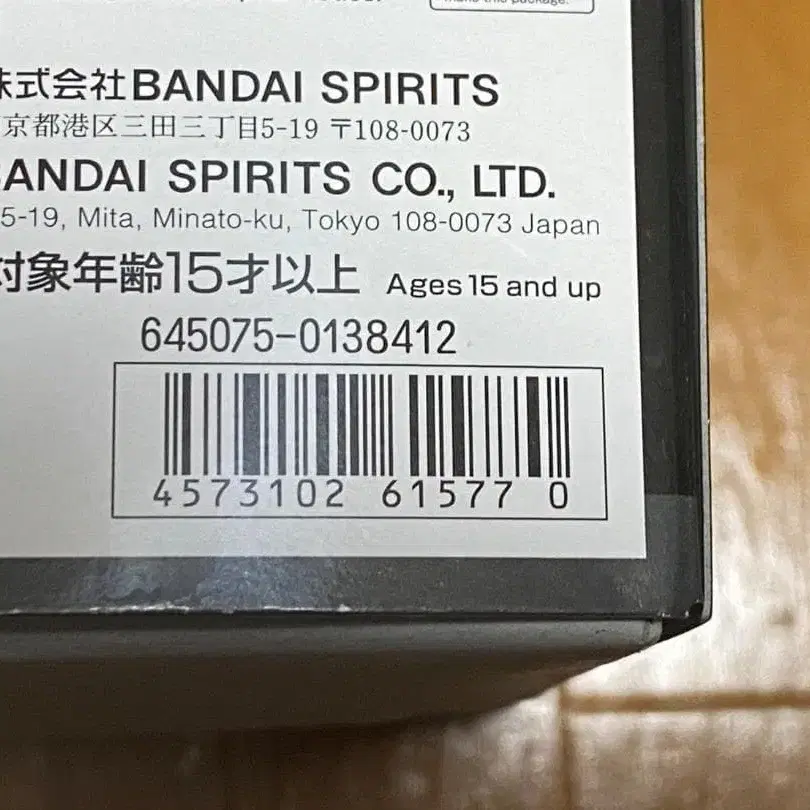 株式会社BANDAI SPIRITS
京都港区三田三丁目5-19 〒108-0073
BANDAI SPIRITS CO., LTD.
5-19, Mita, Minato-ku, Tokyo 108-0073 Japan
対象年齢15才以上 Ages 15 and up
645075-0138412
4573102 61577 0